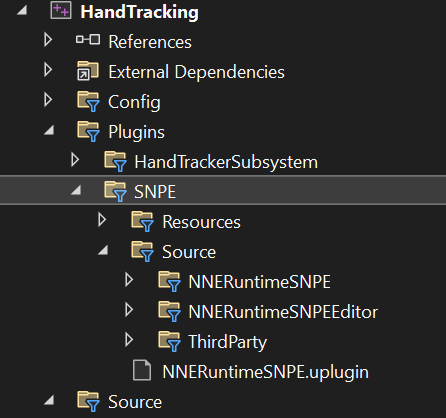 HandTracking
References
External Dependencies
Config
Plugins
HandTrackerSubsystem
SNPE
Resources
Source
NNERuntimeSNPE
NNERuntimeSNPEEditor
ThirdParty
NNERuntimeSNPE.uplugin
Source